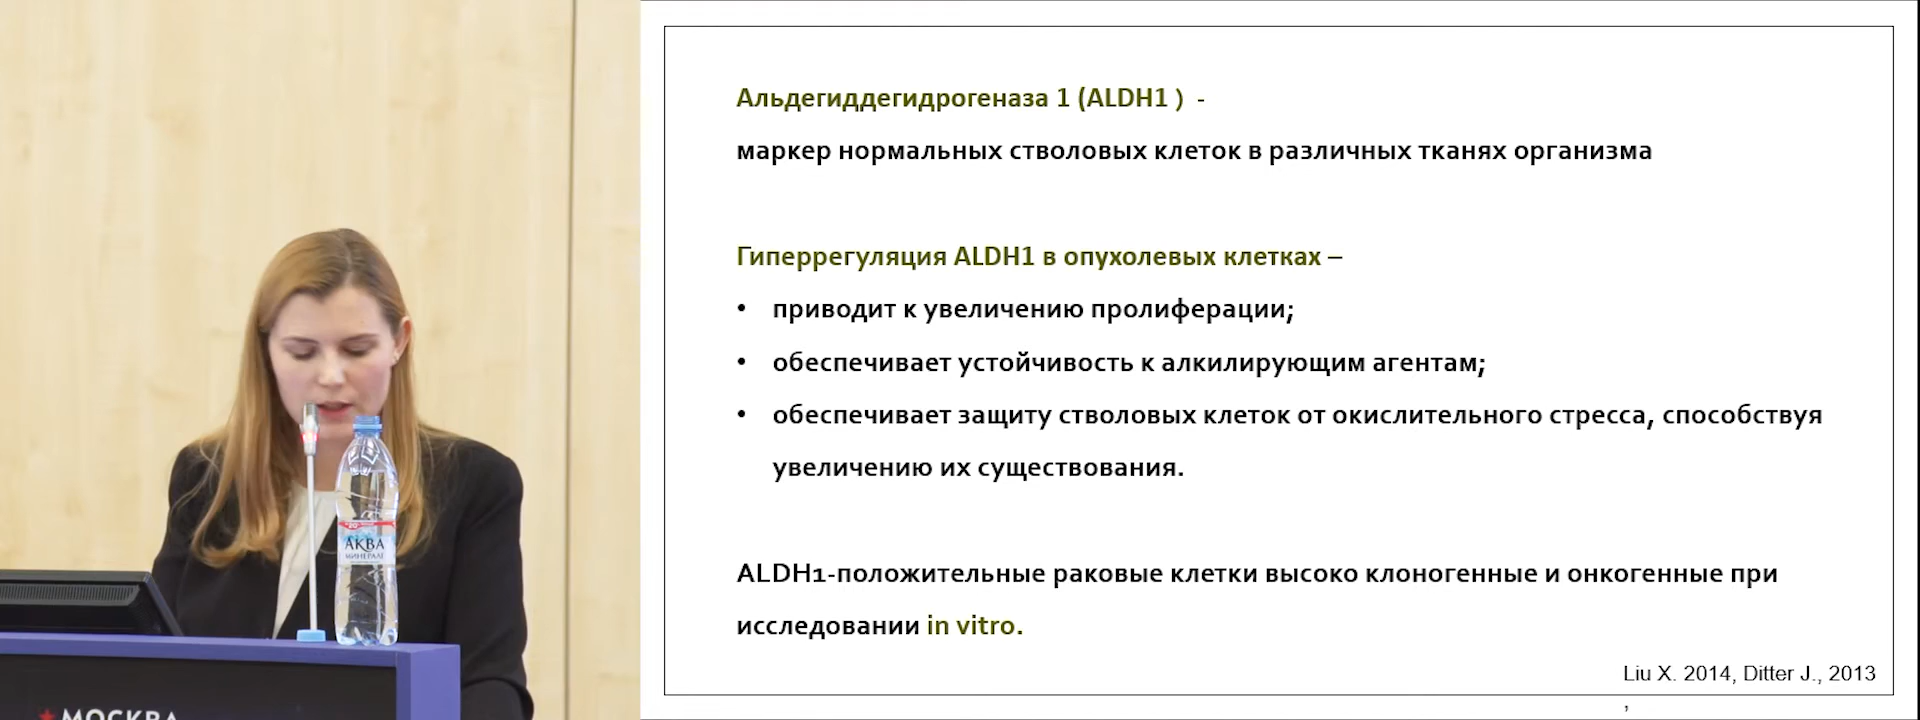 Альдегиддегидрогеназа 1 (ALDH1 ) -
маркер нормальных стволовых клеток в различных тканях организма
Гиперрегуляция ALDH1 в опухолевых клетках –
• приводит к увеличению пролиферации;
• обеспечивает устойчивость к алкилирующим агентам;
• обеспечивает защиту стволовых клеток от окислительного стресса, способствуя
увеличению их существования.
ALDH1-положительные раковые клетки высоко клоногенные и онкогенные при
исследовании in vitro.
Liu X. 2014, Ditter J., 2013
,
АКВА
МИНЕРАЛЕ
МОСКВА